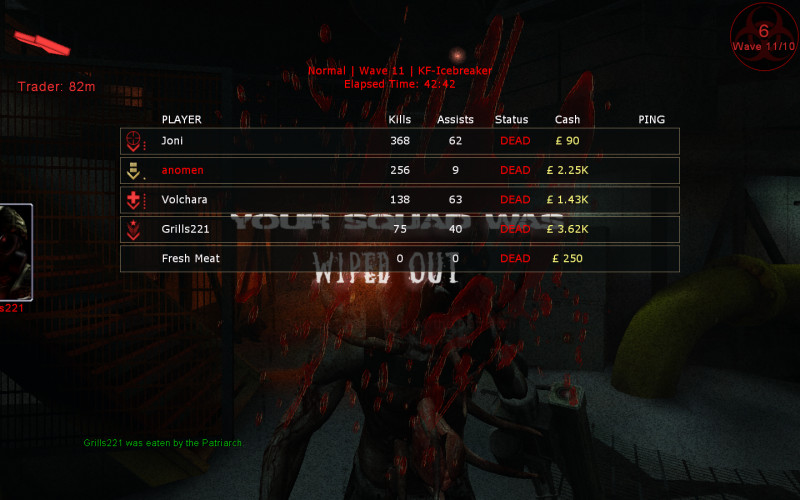 6
Wave 11/10
Normal | Wave 11 | KF-Icebreaker
Elapsed Time: 42:42
Trader: 82m
PLAYER Kills Assists Status Cash PING
Joni 368 62 DEAD £ 90
anomen 256 9 DEAD £ 2.25K
Volchara 138 63 DEAD £ 1.43K
YOUR SQUAD WAS
Grills221 75 40 DEAD £ 3.62K
Fresh Meat 0 0 DEAD £ 250
WIPED OUT
s221
Grills221 was eaten by the Patriarch.